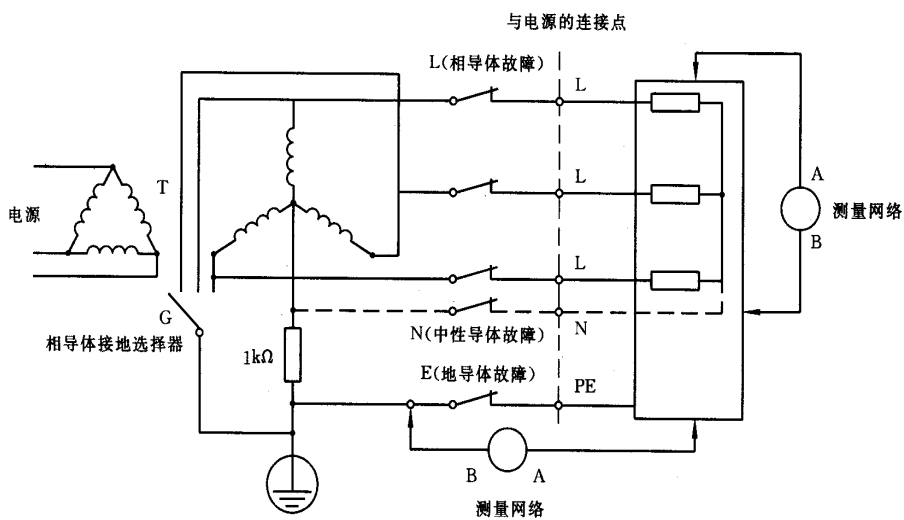 与电源的连接点
L(相导体故障)
L
T
L
A
测量网络
B
电源
L
G
相导体接地选择器
N(中性导体故障)
N
1kΩ
E(地导体故障)
PE
B
A
测量网络